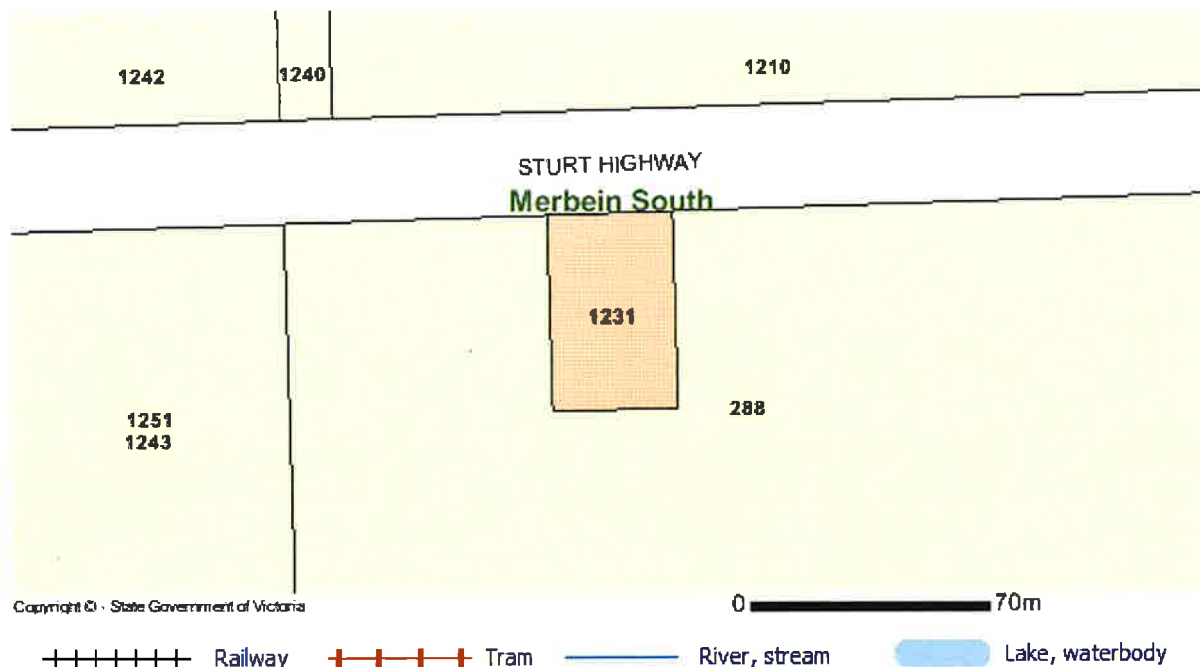 1242
1240
1210
STURT HIGHWAY
Merbein South
1231
288
1251
1243
Copyright © - State Government of Victoria
0 70m
Railway Tram River, stream Lake, waterbody